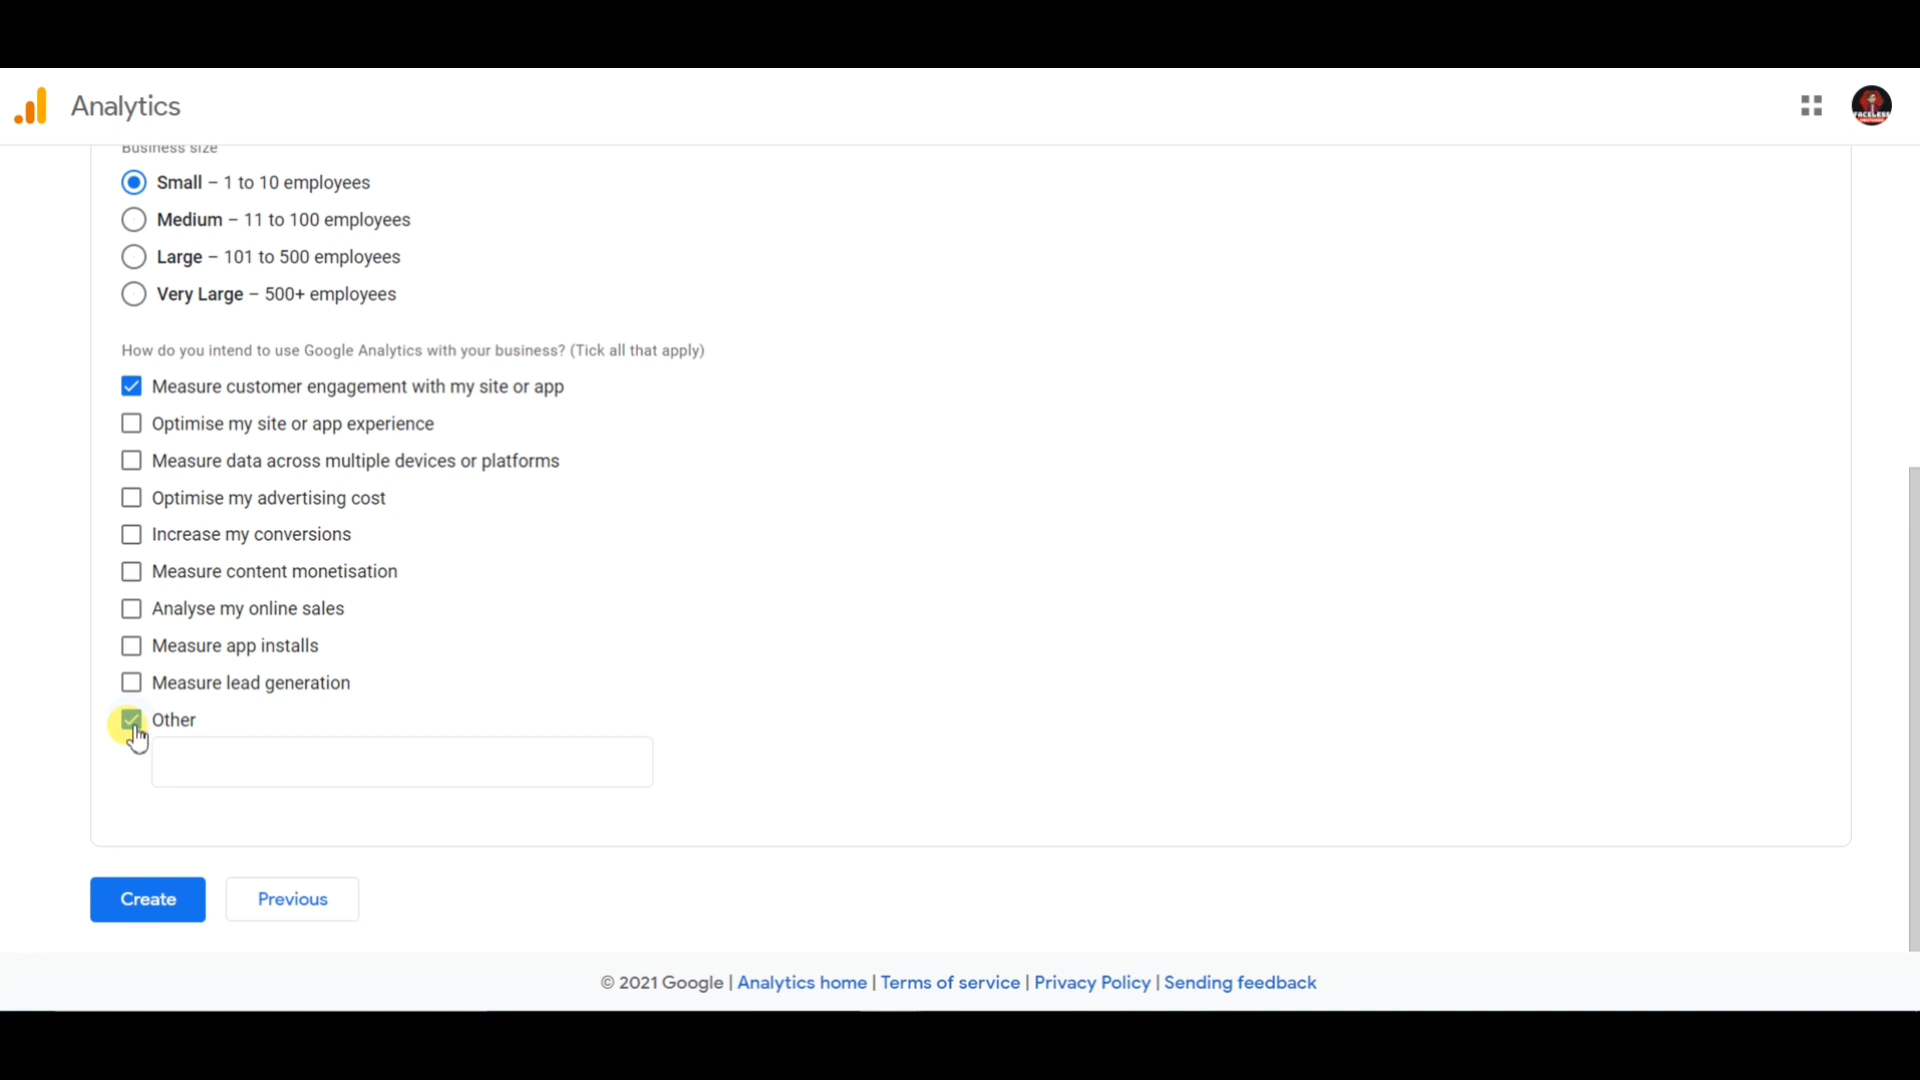 Analytics
Business size
Small – 1 to 10 employees
Medium – 11 to 100 employees
Large – 101 to 500 employees
Very Large – 500+ employees
How do you intend to use Google Analytics with your business? (Tick all that apply)
Measure customer engagement with my site or app
Optimise my site or app experience
Measure data across multiple devices or platforms
Optimise my advertising cost
Increase my conversions
Measure content monetisation
Analyse my online sales
Measure app installs
Measure lead generation
Other
Create Previous
© 2021 Google | Analytics home | Terms of service | Privacy Policy | Sending feedback